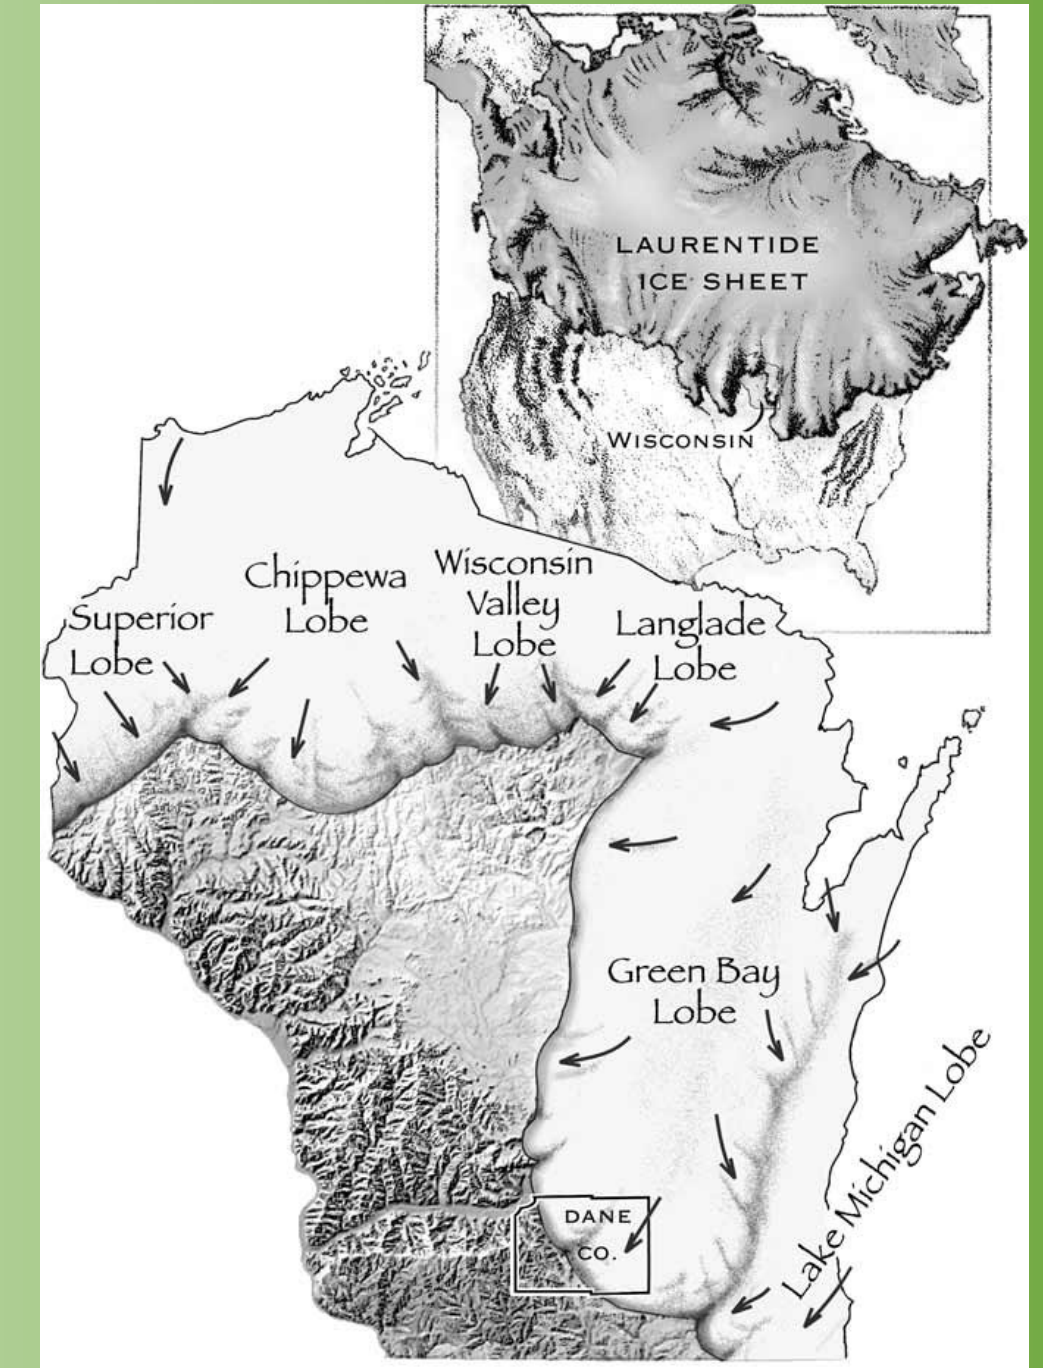 LAURENTIDE
ICE SHEET
WISCONSIN
Superior
Lobe
Chippewa
Lobe
Wisconsin
Valley
Lobe
Langlade
Lobe
Green Bay
Lobe
Lake Michigan Lobe
DANE
CO.